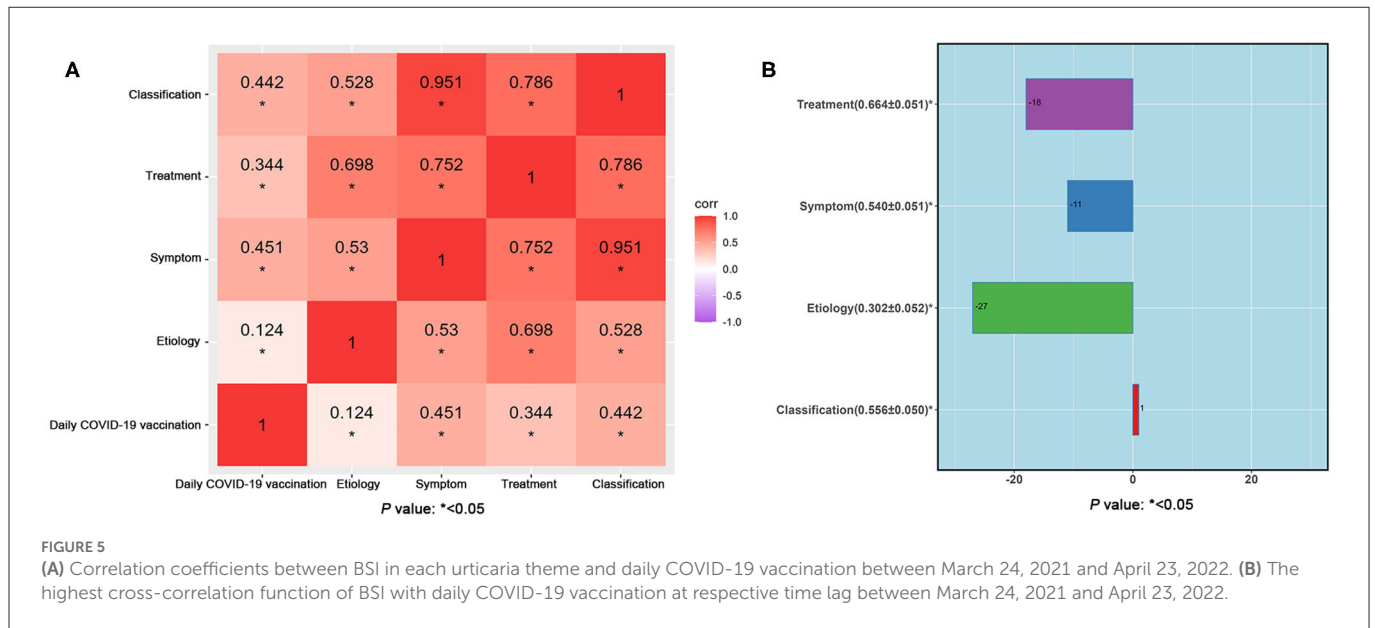 A
Classification
0.442 0.528 0.951 0.786 1
* * * *
Treatment
0.344 0.698 0.752 1 0.786
* * * *
Symptom
0.451 0.53 1 0.752 0.951
* * * *
Etiology
0.124 1 0.53 0.698 0.528
* * * *
Daily COVID-19 vaccination
1 0.124 0.451 0.344 0.442
* * * *
Daily COVID-19 vaccination Etiology Symptom Treatment Classification
P value: *<0.05
corr
1.0
0.5
0.0
-0.5
-1.0
B
Treatment(0.664±0.051)* -18
Symptom(0.540±0.051)* -11
Etiology(0.302±0.052)* -27
Classification(0.556±0.050)* 1
-20 0 20
P value: *<0.05
FIGURE 5
(A) Correlation coefficients between BSI in each urticaria theme and daily COVID-19 vaccination between March 24, 2021 and April 23, 2022. (B) The
highest cross-correlation function of BSI with daily COVID-19 vaccination at respective time lag between March 24, 2021 and April 23, 2022.